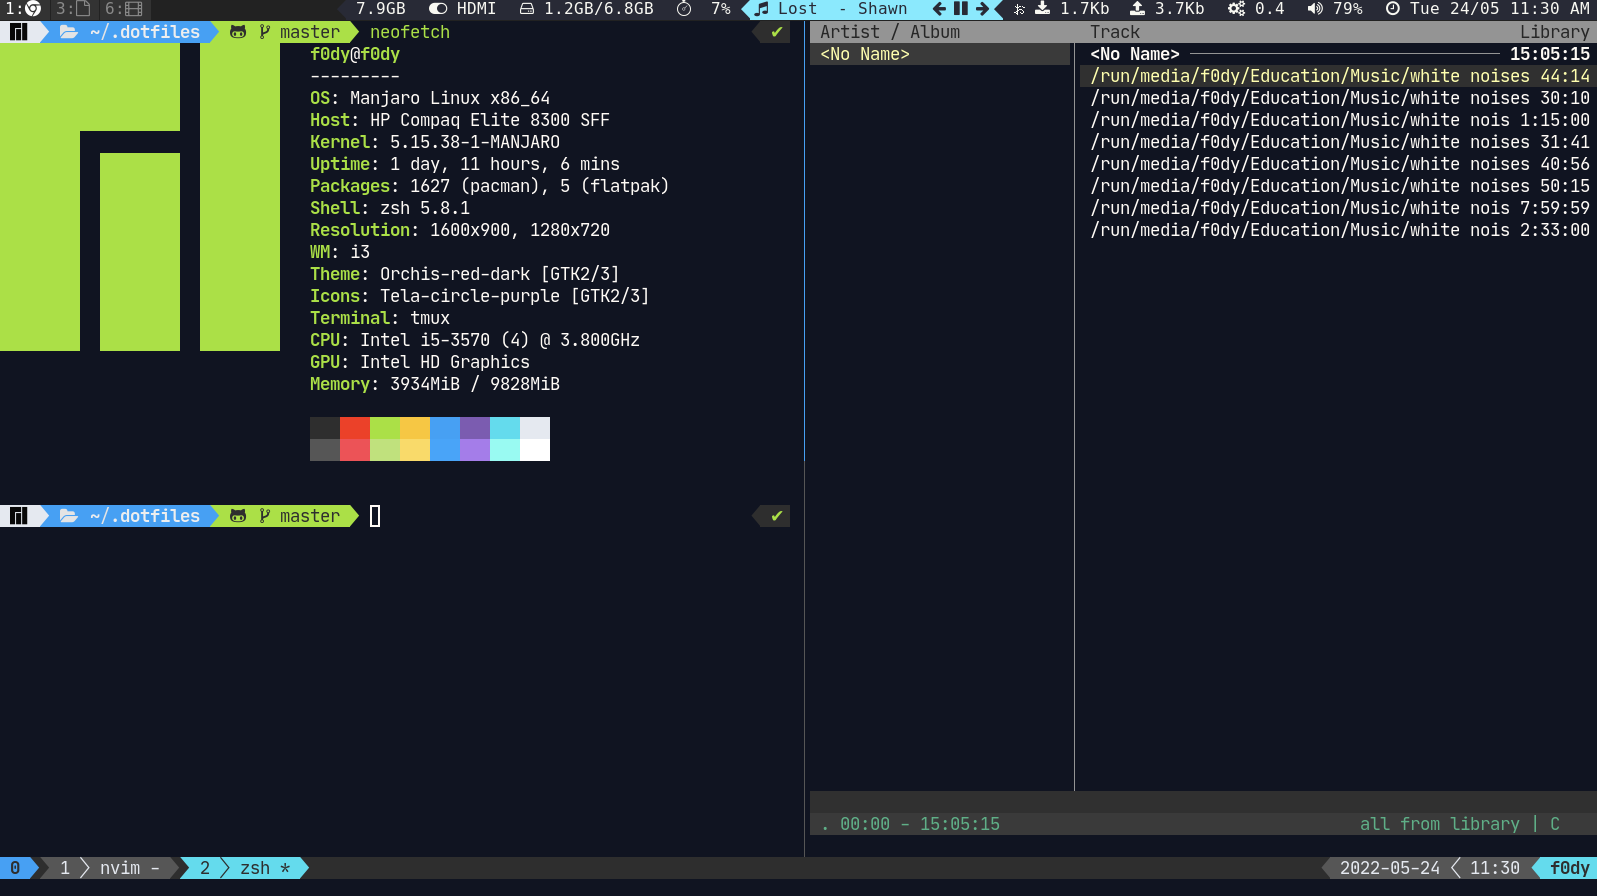 1: 3: 6: 7.9GB HDMI 1.2GB/6.8GB 7% Lost - Shawn 1.7Kb 3.7Kb 0.4 79% Tue 24/05 11:30 AM
~/.dotfiles master neofetch ✔
f0dy@f0dy
---------
OS: Manjaro Linux x86_64
Host: HP Compaq Elite 8300 SFF
Kernel: 5.15.38-1-MANJARO
Uptime: 1 day, 11 hours, 6 mins
Packages: 1627 (pacman), 5 (flatpak)
Shell: zsh 5.8.1
Resolution: 1600x900, 1280x720
WM: i3
Theme: Orchis-red-dark [GTK2/3]
Icons: Tela-circle-purple [GTK2/3]
Terminal: tmux
CPU: Intel i5-3570 (4) @ 3.800GHz
GPU: Intel HD Graphics
Memory: 3934MiB / 9828MiB
~/.dotfiles master ✔
Artist / Album
<No Name>
Track Library
<No Name> 15:05:15
/run/media/f0dy/Education/Music/white noises 44:14
/run/media/f0dy/Education/Music/white noises 30:10
/run/media/f0dy/Education/Music/white nois 1:15:00
/run/media/f0dy/Education/Music/white noises 31:41
/run/media/f0dy/Education/Music/white noises 40:56
/run/media/f0dy/Education/Music/white noises 50:15
/run/media/f0dy/Education/Music/white nois 7:59:59
/run/media/f0dy/Education/Music/white nois 2:33:00
. 00:00 - 15:05:15 all from library | C
0 1 nvim - 2 zsh * 2022-05-24 11:30 f0dy